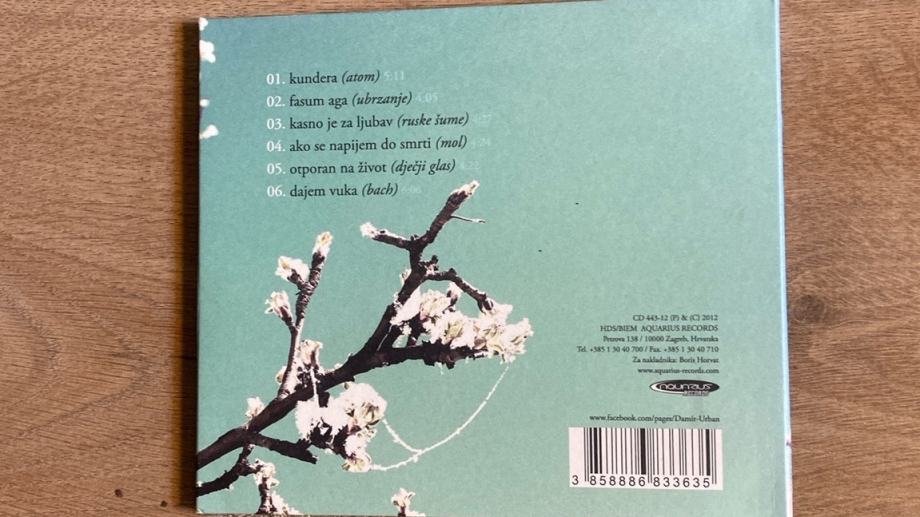 01. kundera (atom) 5:11
02. fasum aga (ubrzanje) 4:05
03. kasno je za ljubav (ruske šume)
04. ako se napijem do smrti (mol)
05. otporan na život (dječji glas)
06. dajem vuka (bach)
CD 443-12 (P) & (C) 2012
HDS/BIEM AQUARIUS RECORDS
Petrova 138 / 10000 Zagreb, Hrvatska
Tel. +385 1 30 40 700 / Fax. +385 1 30 40 710
Za nakladnika: Boris Horvat
www.aquarius-records.com
aquarius
www.facebook.com/pages/Damir-Urban
3 858886 833635